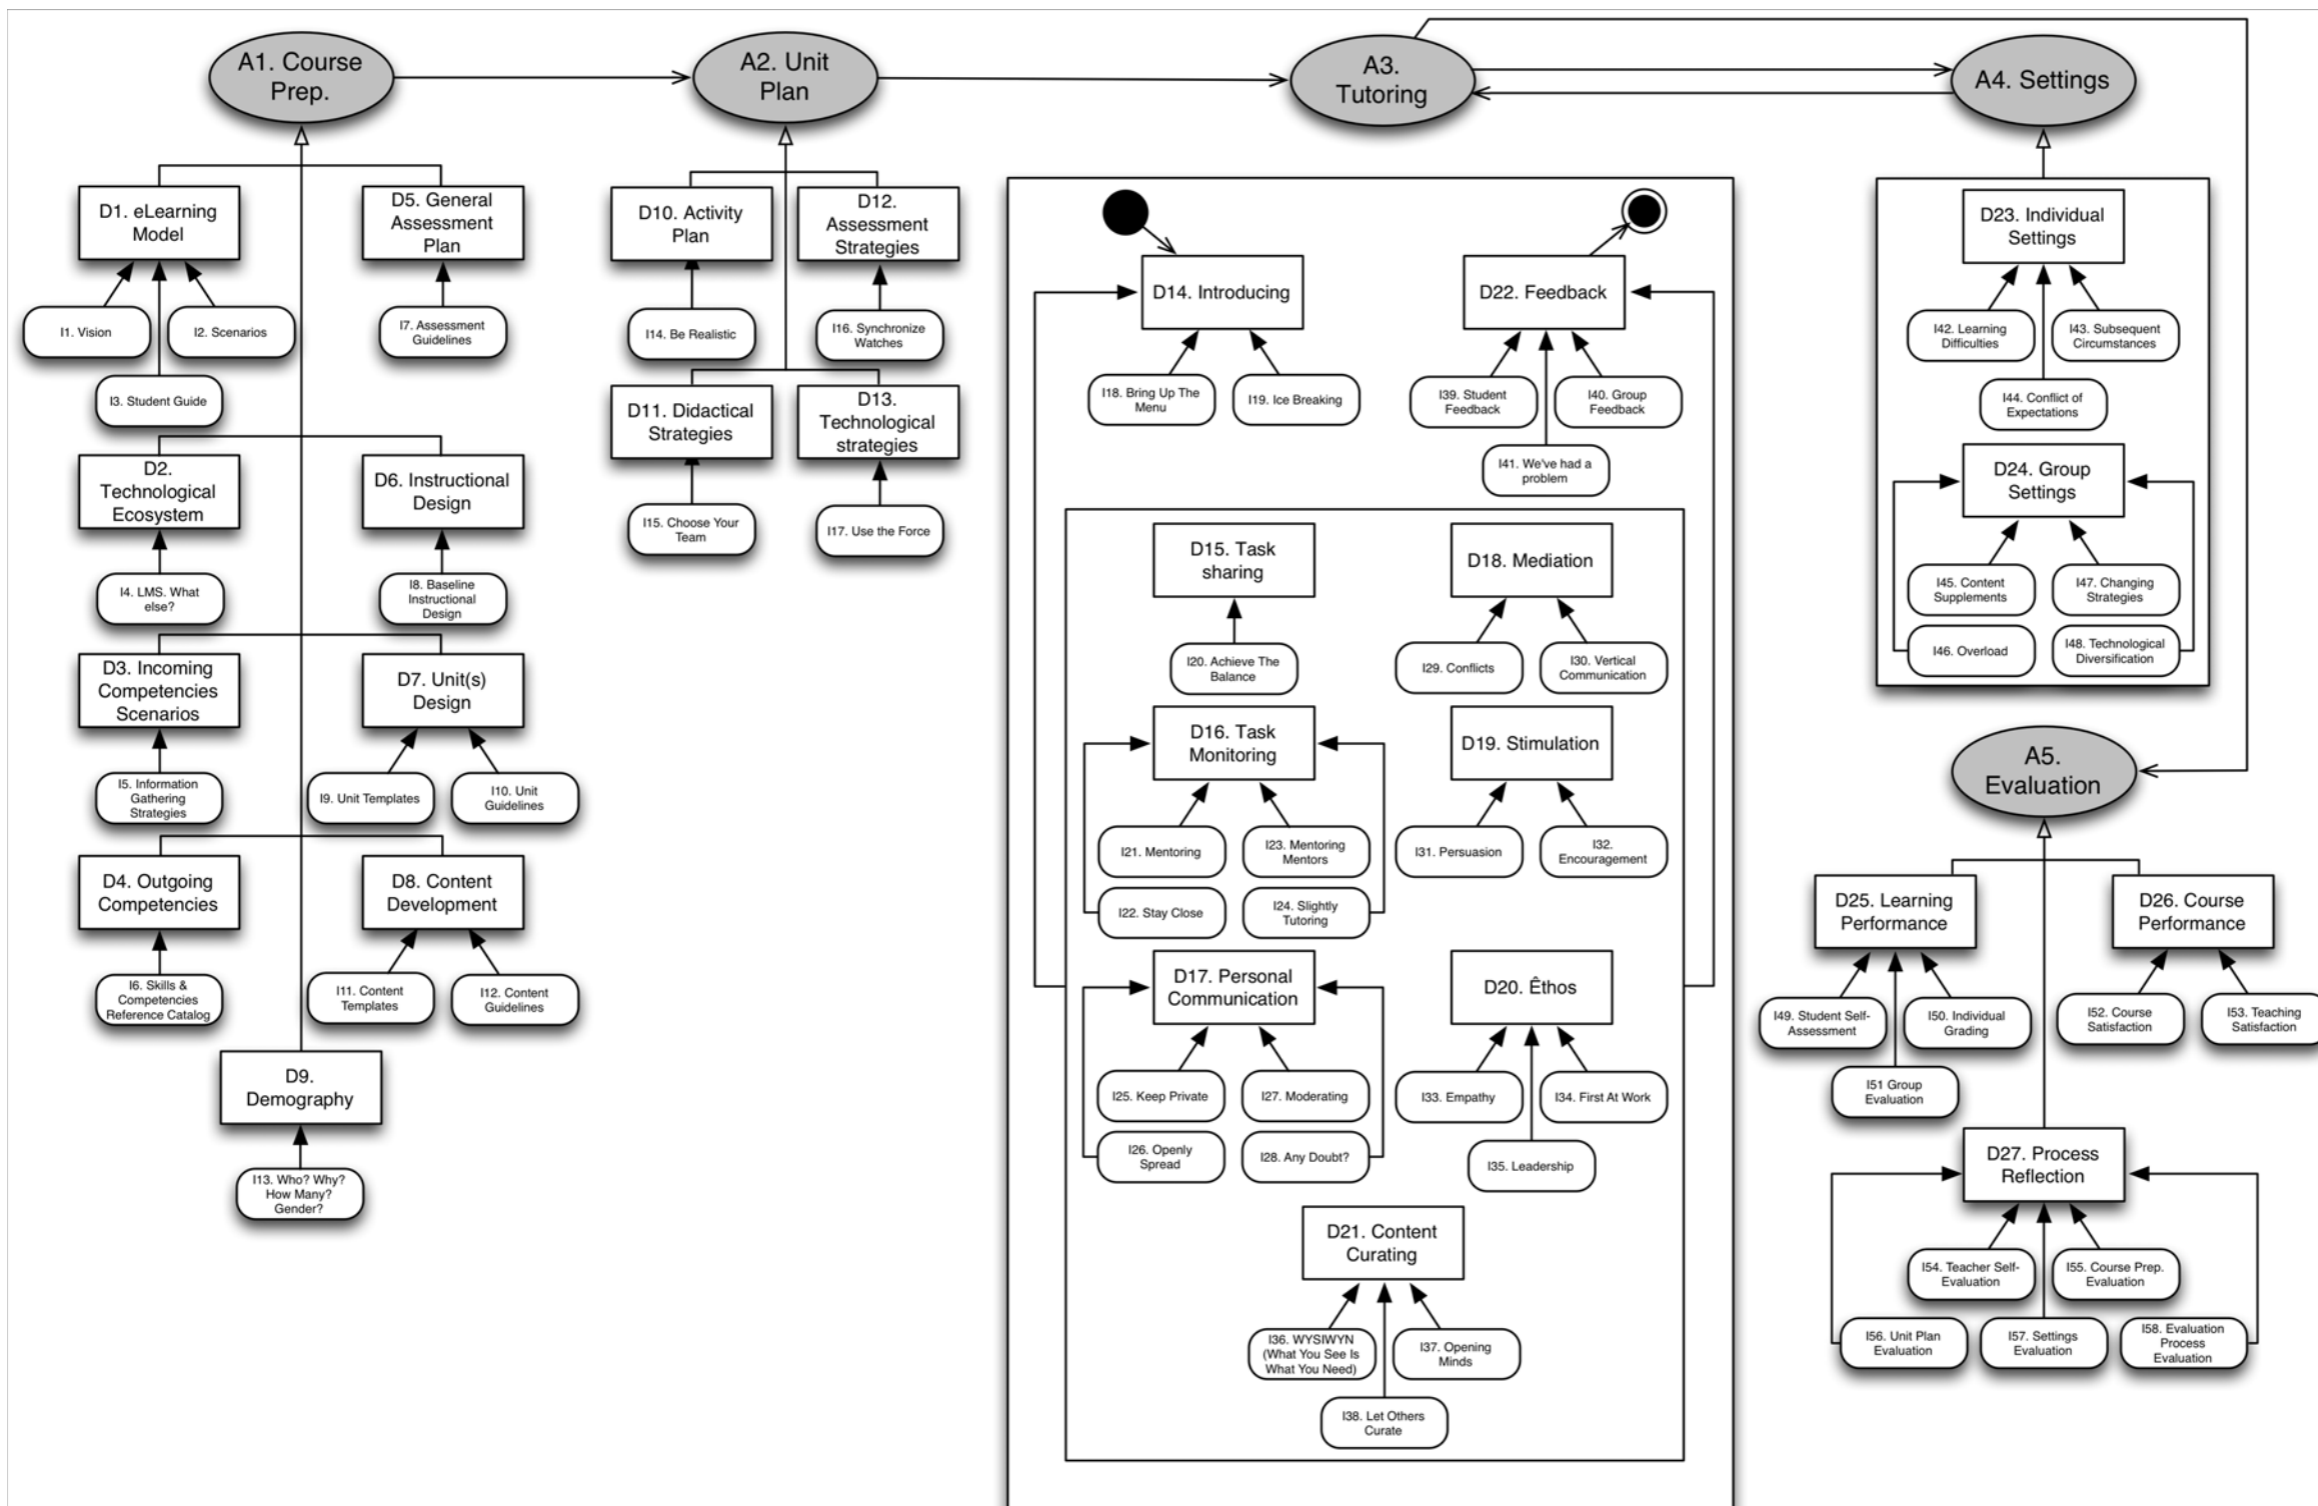 A1. Course
Prep.
A2. Unit
Plan
A3.
Tutoring
A4. Settings
D1. eLearning
Model
D5. General
Assessment
Plan
I1. Vision
I2. Scenarios
I7. Assessment
Guidelines
I3. Student Guide
D2.
Technological
Ecosystem
D6. Instructional
Design
I4. LMS. What
else?
I8. Baseline
Instructional
Design
D3. Incoming
Competencies
Scenarios
D7. Unit(s)
Design
I5. Information
Gathering
Strategies
I9. Unit Templates
I10. Unit
Guidelines
D4. Outgoing
Competencies
D8. Content
Development
I6. Skills &
Competencies
Reference Catalog
I11. Content
Templates
I12. Content
Guidelines
D9.
Demography
I13. Who? Why?
How Many?
Gender?
D10. Activity
Plan
D12.
Assessment
Strategies
I14. Be Realistic
I16. Synchronize
Watches
D11. Didactical
Strategies
D13.
Technological
strategies
I15. Choose Your
Team
I17. Use the Force
D14. Introducing
D22. Feedback
I18. Bring Up The
Menu
I19. Ice Breaking
I39. Student
Feedback
I40. Group
Feedback
I41. We've had a
problem
D15. Task
sharing
D18. Mediation
I20. Achieve The
Balance
I29. Conflicts
I30. Vertical
Communication
D16. Task
Monitoring
D19. Stimulation
I21. Mentoring
I23. Mentoring
Mentors
I31. Persuasion
I32.
Encouragement
I22. Stay Close
I24. Slightly
Tutoring
D17. Personal
Communication
D20. Êthos
I25. Keep Private
I27. Moderating
I33. Empathy
I34. First At Work
I26. Openly
Spread
I28. Any Doubt?
I35. Leadership
D21. Content
Curating
I36. WYSIWYN
(What You See Is
What You Need)
I37. Opening
Minds
I38. Let Others
Curate
D23. Individual
Settings
I42. Learning
Difficulties
I43. Subsequent
Circumstances
I44. Conflict of
Expectations
D24. Group
Settings
I45. Content
Supplements
I47. Changing
Strategies
I46. Overload
I48. Technological
Diversification
A5.
Evaluation
D25. Learning
Performance
D26. Course
Performance
I49. Student Self-
Assessment
I50. Individual
Grading
I52. Course
Satisfaction
I53. Teaching
Satisfaction
I51 Group
Evaluation
D27. Process
Reflection
I54. Teacher Self-
Evaluation
I55. Course Prep.
Evaluation
I56. Unit Plan
Evaluation
I57. Settings
Evaluation
I58. Evaluation
Process
Evaluation